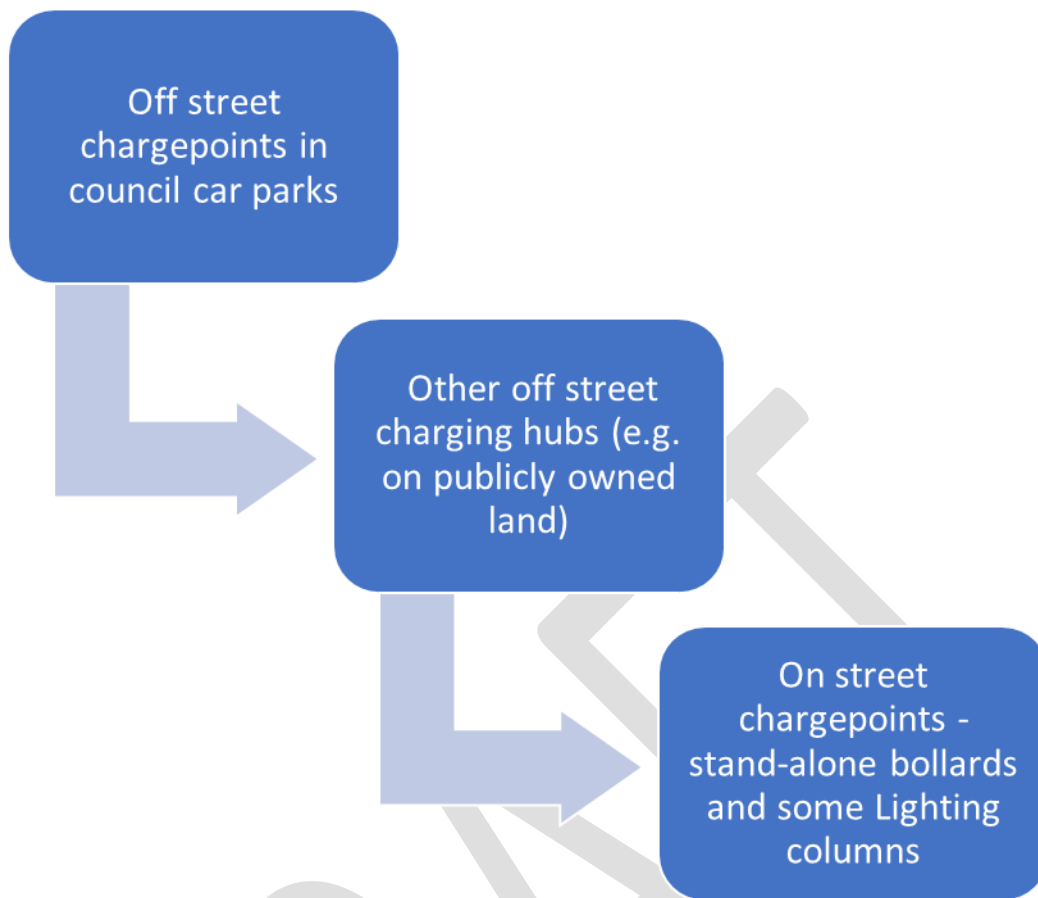 Off street
chargepoints in
council car parks
Other off street
charging hubs (e.g.
on publicly owned
land)
On street
chargepoints -
stand-alone bollards
and some Lighting
columns